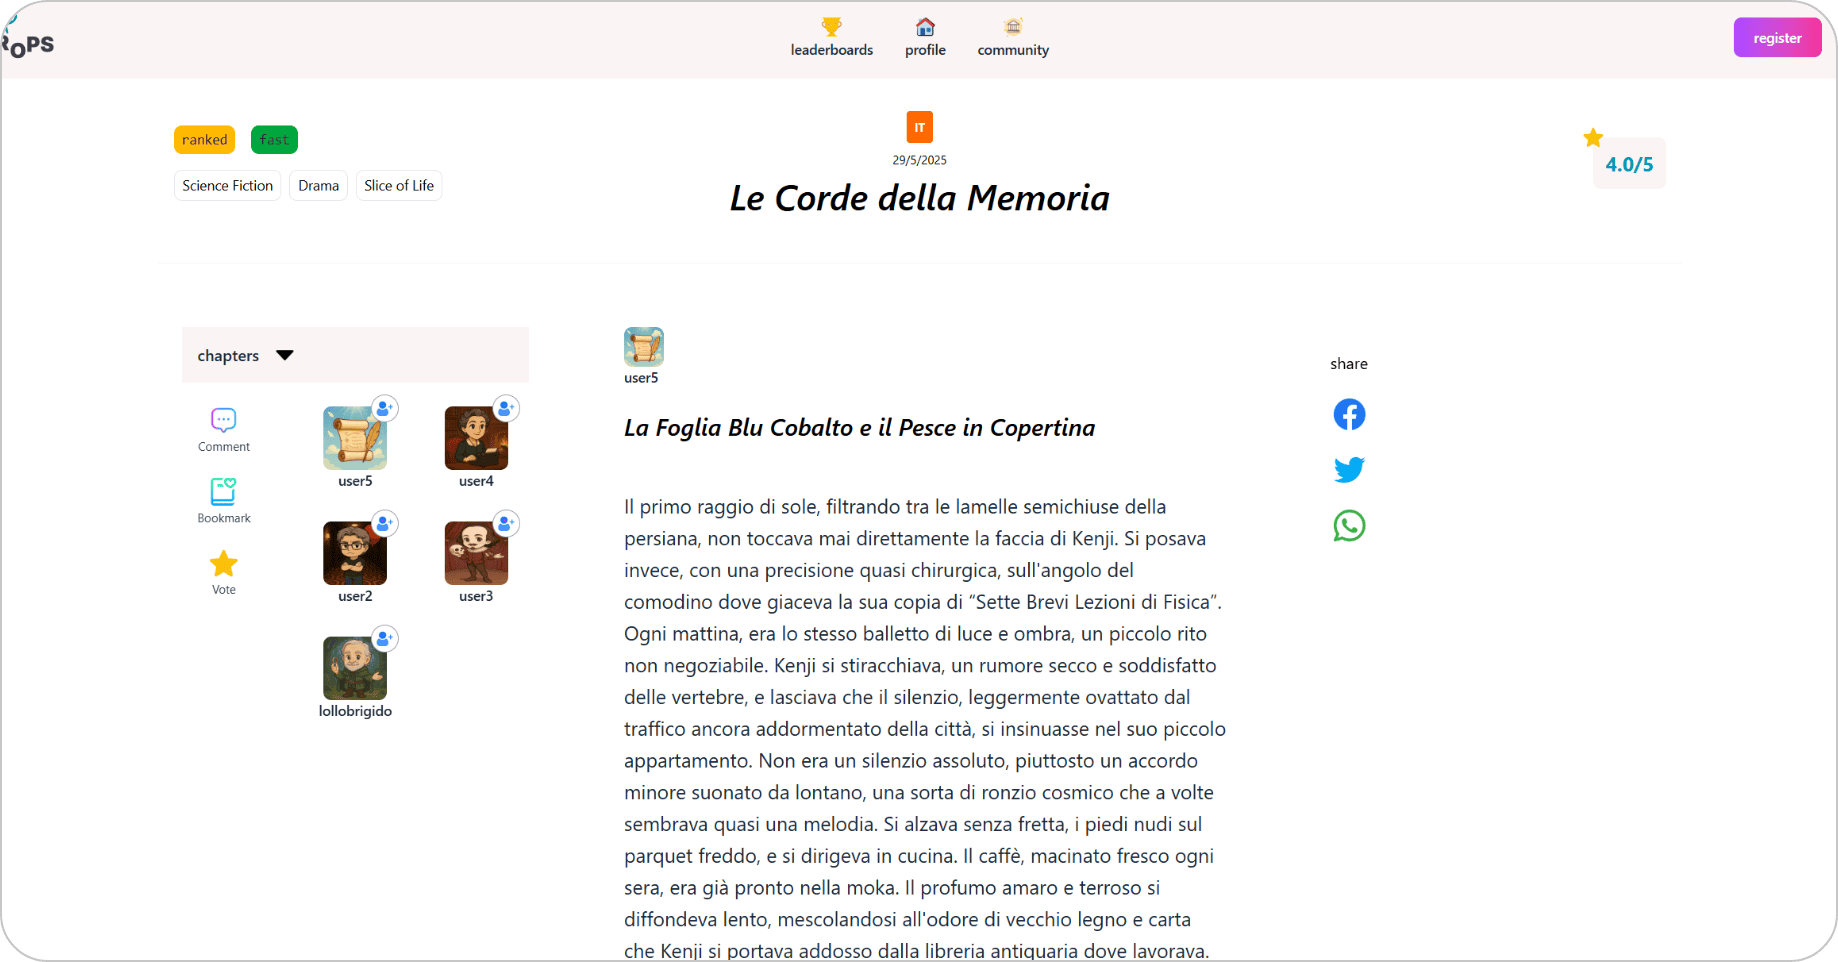 ROPS
leaderboards
profile
community
register
ranked
fast
Science Fiction
Drama
Slice of Life
IT
29/5/2025
Le Corde della Memoria
4.0/5
chapters
Comment
Bookmark
Vote
user5
user4
user2
user3
lollobrigido
user5
La Foglia Blu Cobalto e il Pesce in Copertina
Il primo raggio di sole, filtrando tra le lamelle semichiuse della
persiana, non toccava mai direttamente la faccia di Kenji. Si posava
invece, con una precisione quasi chirurgica, sull'angolo del
comodino dove giaceva la sua copia di “Sette Brevi Lezioni di Fisica”.
Ogni mattina, era lo stesso balletto di luce e ombra, un piccolo rito
non negoziabile. Kenji si stiracchiava, un rumore secco e soddisfatto
delle vertebre, e lasciava che il silenzio, leggermente ovattato dal
traffico ancora addormentato della città, si insinuasse nel suo piccolo
appartamento. Non era un silenzio assoluto, piuttosto un accordo
minore suonato da lontano, una sorta di ronzio cosmico che a volte
sembrava quasi una melodia. Si alzava senza fretta, i piedi nudi sul
parquet freddo, e si dirigeva in cucina. Il caffè, macinato fresco ogni
sera, era già pronto nella moka. Il profumo amaro e terroso si
diffondeva lento, mescolandosi all'odore di vecchio legno e carta
che Kenji si portava addosso dalla libreria antiquaria dove lavorava.
share